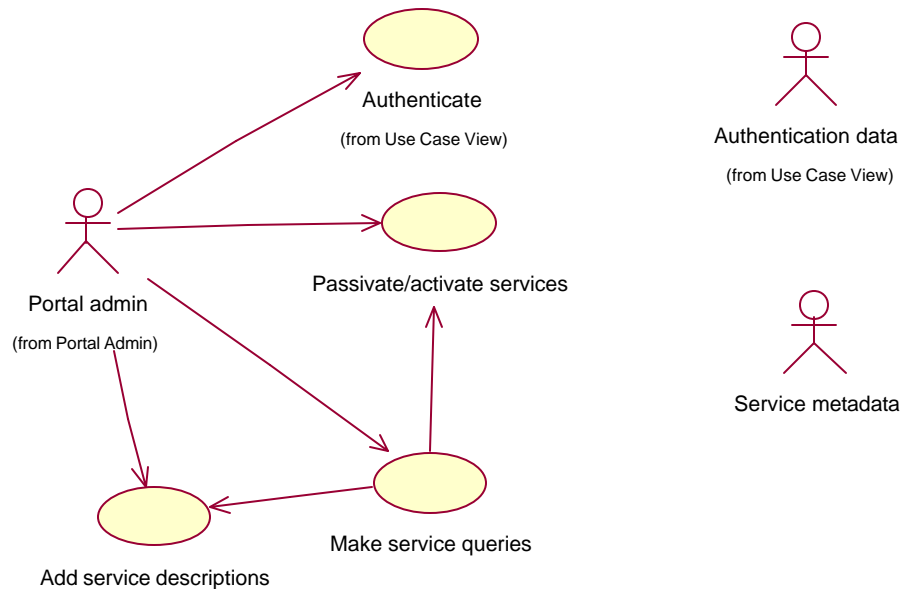 Authenticate
(from Use Case View)
Authentication data
(from Use Case View)
Passivate/activate services
Portal admin
(from Portal Admin)
Service metadata
Make service queries
Add service descriptions